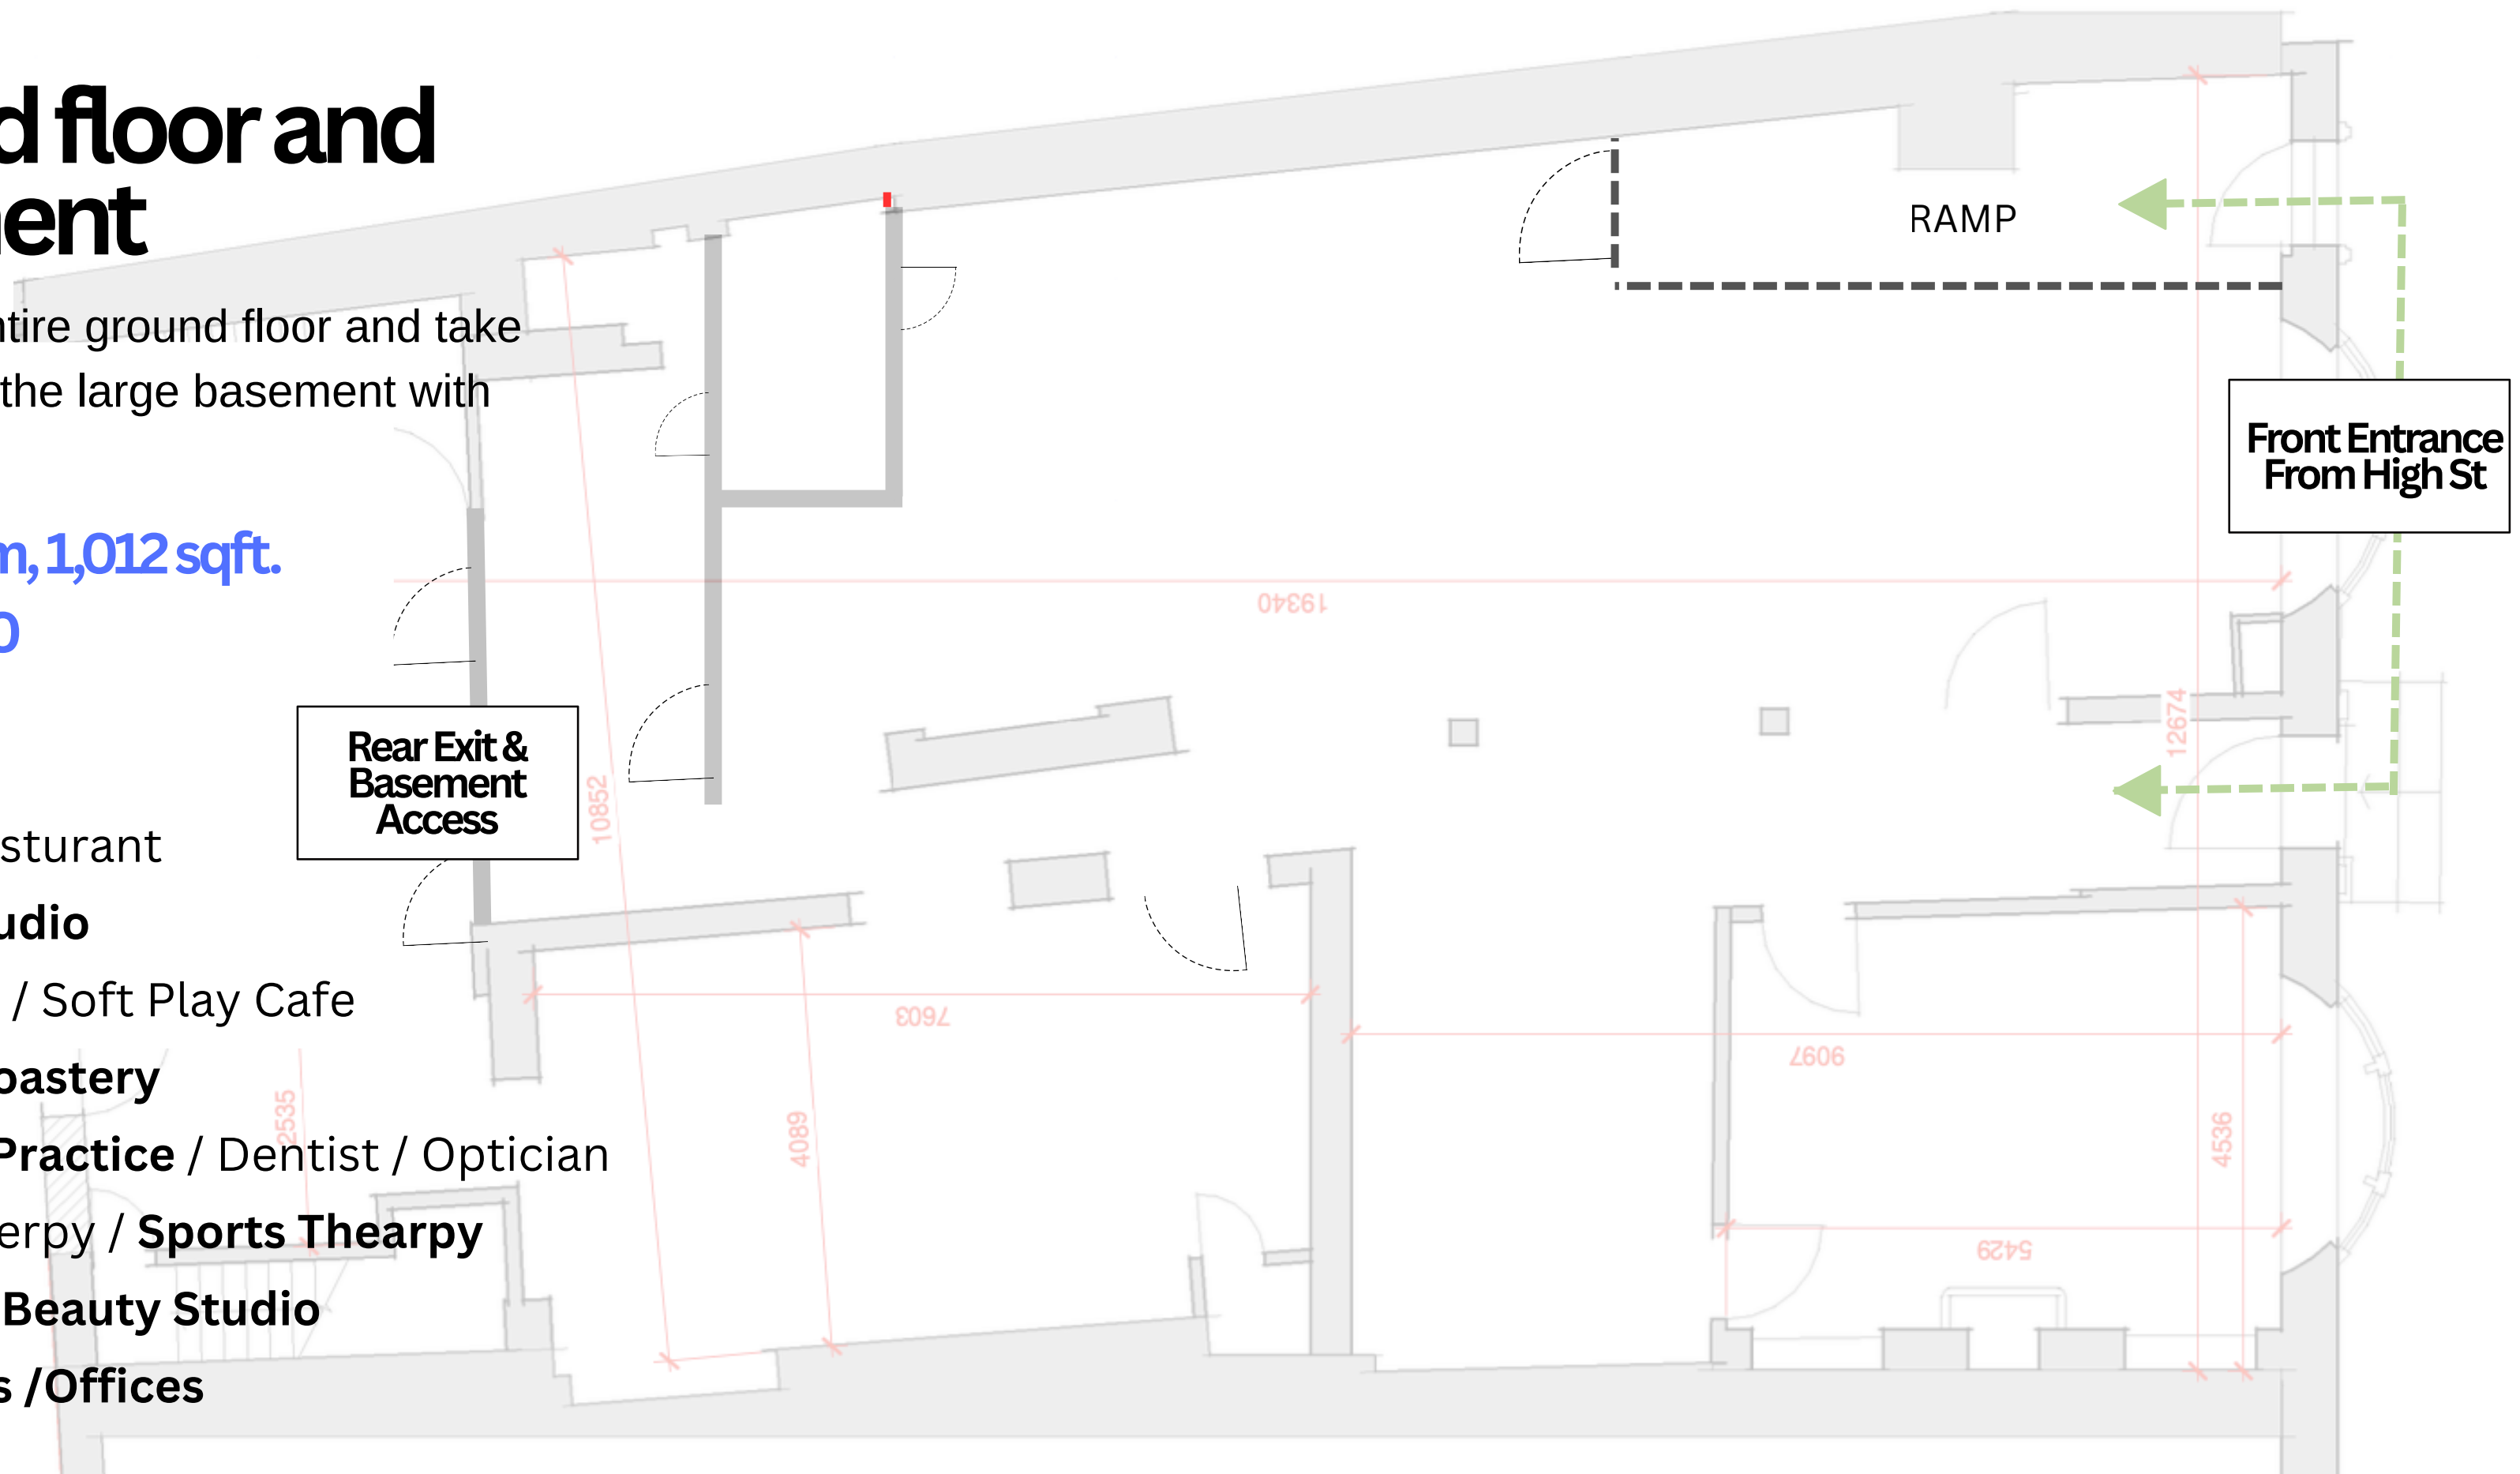 d floor and
ent
ntire ground floor and take
the large basement with
m, 1,012 sqft.
0
sturant
udio
/ Soft Play Cafe
oastery
Practice / Dentist / Optician
erpy / Sports Thearpy
Beauty Studio
s /Offices
RAMP
Front Entrance
From High St
Rear Exit &
Basement
Access
19340
12674
10852
7603
9097
4089
2535
4536
5429